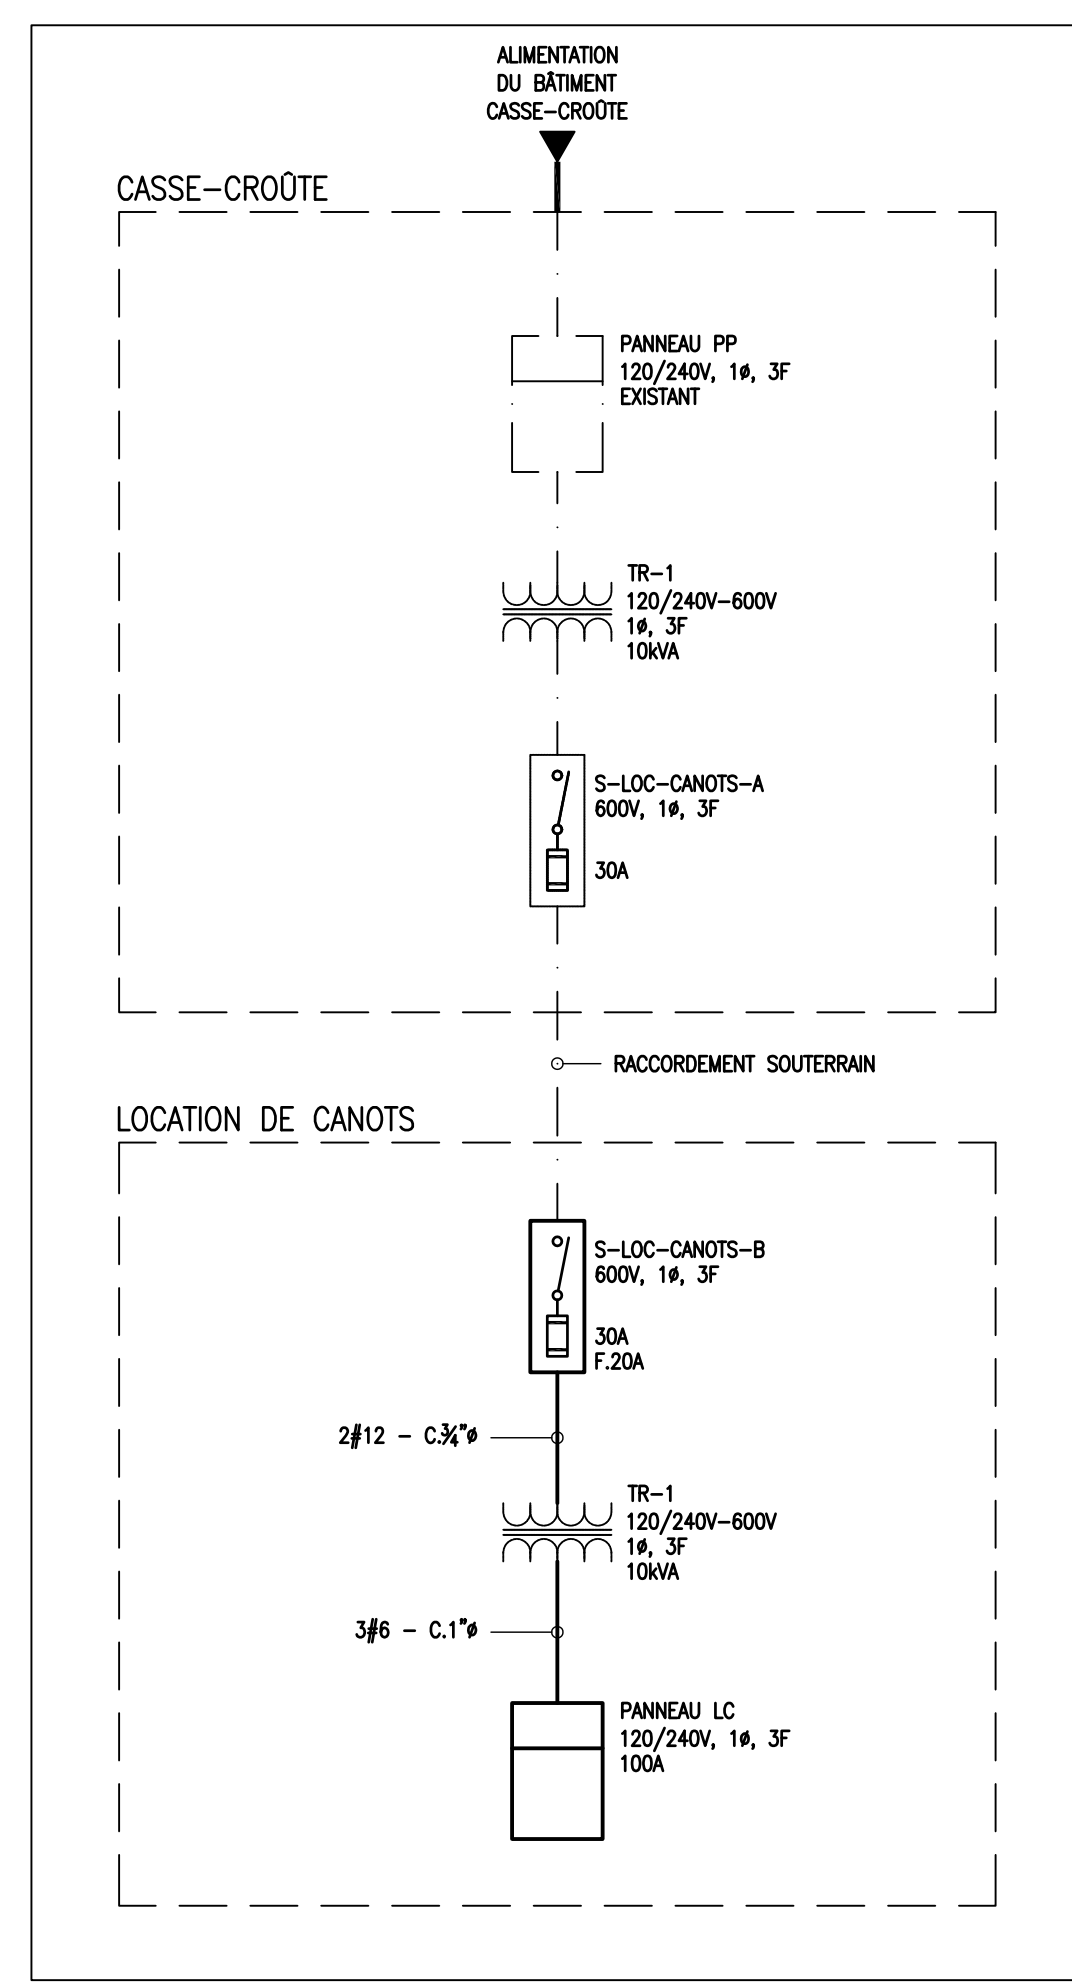 ALIMENTATION
DU BÂTIMENT
CASSE-CROÛTE
CASSE-CROÛTE
PANNEAU PP
120/240V, 1ø, 3F
EXISTANT
TR-1
120/240V-600V
1ø, 3F
10kVA
S-LOC-CANOTS-A
600V, 1ø, 3F
30A
RACCORDEMENT SOUTERRAIN
LOCATION DE CANOTS
S-LOC-CANOTS-B
600V, 1ø, 3F
30A
F.20A
2#12 - C.¾"ø
TR-1
120/240V-600V
1ø, 3F
10kVA
3#6 - C.1"ø
PANNEAU LC
120/240V, 1ø, 3F
100A